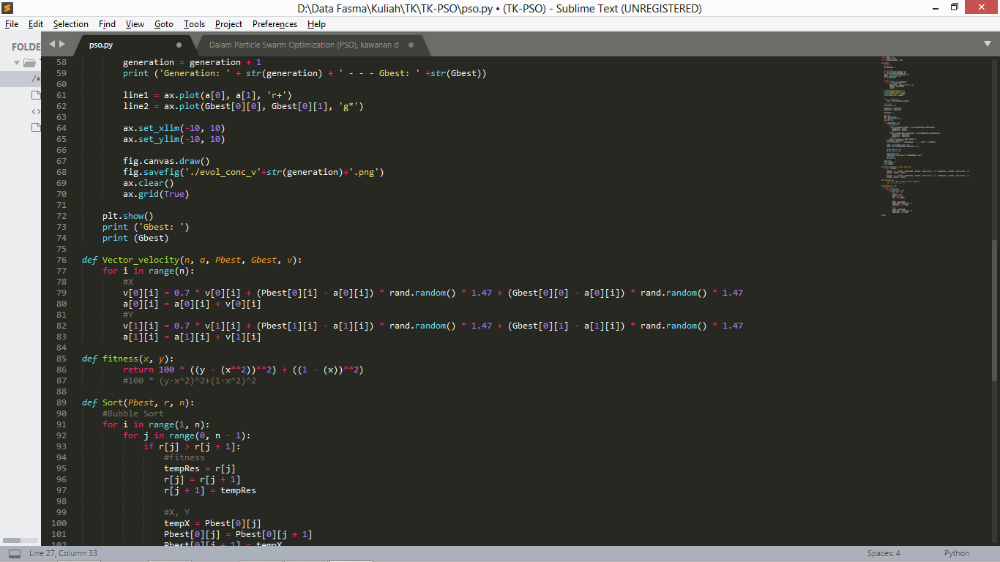 D:\Data Fasma\Kuliah\TK\TK-PSO\pso.py • (TK-PSO) - Sublime Text (UNREGISTERED)
File Edit Selection Find View Goto Tools Project Preferences Help
FOLDE
pso.py
Dalam Particle Swarm Optimization (PSO), kawanan d
58 generation = generation + 1
59 print ('Generation: ' + str(generation) + ' - - - Gbest: ' +str(Gbest))
60
61 line1 = ax.plot(a[0], a[1], 'r+')
62 line2 = ax.plot(Gbest[0][0], Gbest[0][1], 'g*')
63
64 ax.set_xlim(-10, 10)
65 ax.set_ylim(-10, 10)
66
67 fig.canvas.draw()
68 fig.savefig('./evol_conc_v'+str(generation)+'.png')
69 ax.clear()
70 ax.grid(True)
71
72 plt.show()
73 print ('Gbest: ')
74 print (Gbest)
75
76 def Vector_velocity(n, a, Pbest, Gbest, v):
77 for i in range(n):
78 #X
79 v[0][i] = 0.7 * v[0][i] + (Pbest[0][i] - a[0][i]) * rand.random() * 1.47 + (Gbest[0][0] - a[0][i]) * rand.random() * 1.47
80 a[0][i] = a[0][i] + v[0][i]
81 #Y
82 v[1][i] = 0.7 * v[1][i] + (Pbest[1][i] - a[1][i]) * rand.random() * 1.47 + (Gbest[0][1] - a[1][i]) * rand.random() * 1.47
83 a[1][i] = a[1][i] + v[1][i]
84
85 def fitness(x, y):
86 return 100 * ((y - (x**2))**2) + ((1 - (x))**2)
87 #100 * (y-x^2)^2+(1-x^2)^2
88
89 def Sort(Pbest, r, n):
90 #Bubble Sort
91 for i in range(1, n):
92 for j in range(0, n - 1):
93 if r[j] > r[j + 1]:
94 #fitness
95 tempRes = r[j]
96 r[j] = r[j + 1]
97 r[j + 1] = tempRes
98
99 #X, Y
100 tempX = Pbest[0][j]
101 Pbest[0][j] = Pbest[0][j + 1]
102 Pbest[0][j + 1] = tempX
/*
<>
Line 27, Column 33
Spaces: 4
Python